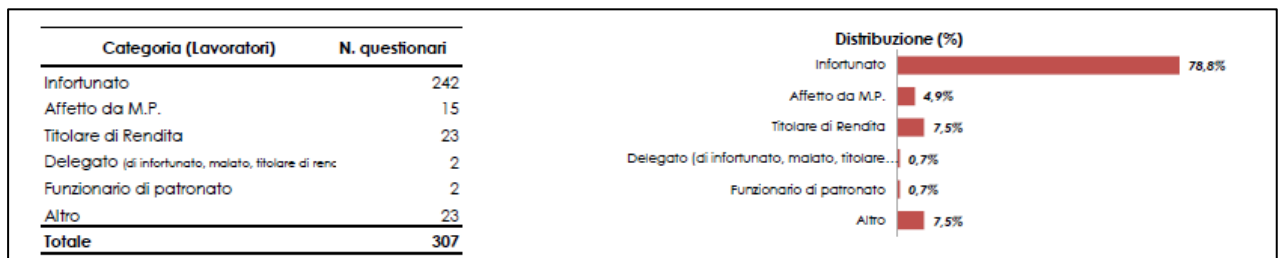 Categoria (Lavoratori) N. questionari
Infortunato 242
Affetto da M.P. 15
Titolare di Rendita 23
Delegato (di infortunato, malato, titolare di renc 2
Funzionario di patronato 2
Altro 23
Totale 307
Distribuzione (%)
Infortunato 78,8%
Affetto da M.P. 4,9%
Titolare di Rendita 7,5%
Delegato (di infortunato, malato, titolare... 0,7%
Funzionario di patronato 0,7%
Altro 7,5%